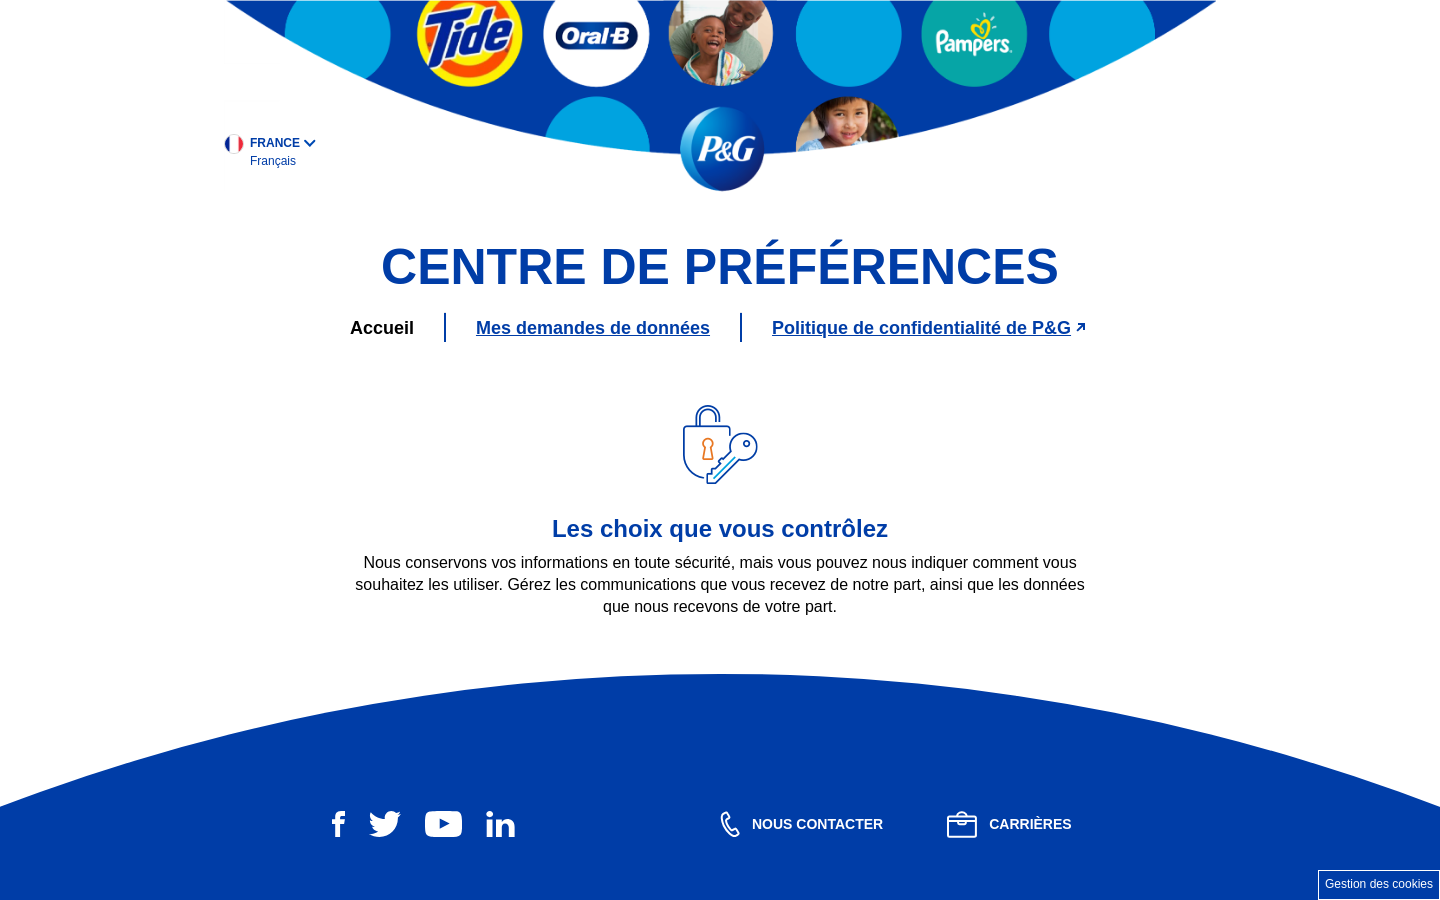 Tide
Oral-B
Pampers.
FRANCE
Français
P&G
CENTRE DE PRÉFÉRENCES
Accueil
Mes demandes de données
Politique de confidentialité de P&G
Les choix que vous contrôlez
Nous conservons vos informations en toute sécurité, mais vous pouvez nous indiquer comment vous
souhaitez les utiliser. Gérez les communications que vous recevez de notre part, ainsi que les données
que nous recevons de votre part.
NOUS CONTACTER
CARRIÈRES
Gestion des cookies